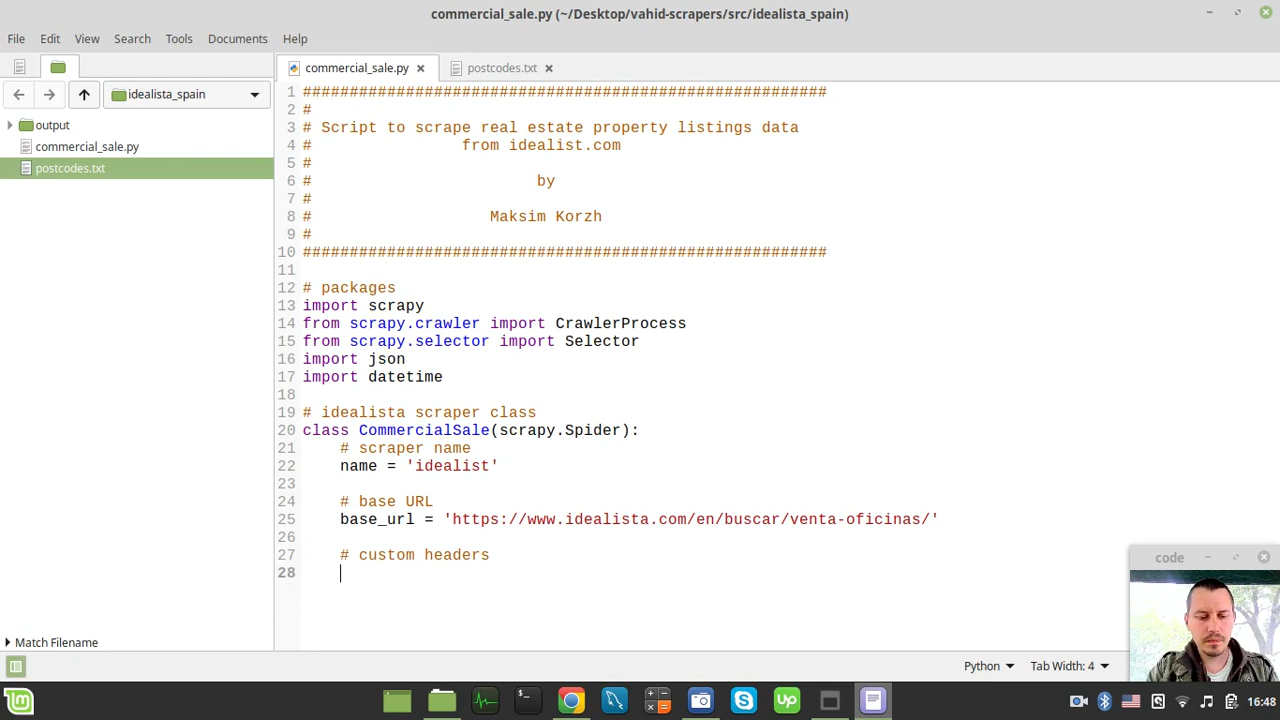 commercial_sale.py (~/Desktop/vahid-scrapers/src/idealista_spain)
File Edit View Search Tools Documents Help
commercial_sale.py
postcodes.txt
idealista_spain
output
commercial_sale.py
postcodes.txt
1 ########################################################
2 #
3 # Script to scrape real estate property listings data
4 # from idealist.com
5 #
6 # by
7 #
8 # Maksim Korzh
9 #
10 ########################################################
11
12 # packages
13 import scrapy
14 from scrapy.crawler import CrawlerProcess
15 from scrapy.selector import Selector
16 import json
17 import datetime
18
19 # idealista scraper class
20 class CommercialSale(scrapy.Spider):
21 # scraper name
22 name = 'idealist'
23
24 # base URL
25 base_url = 'https://www.idealista.com/en/buscar/venta-oficinas/'
26
27 # custom headers
28
code
Match Filename
Python
Tab Width: 4
16:48